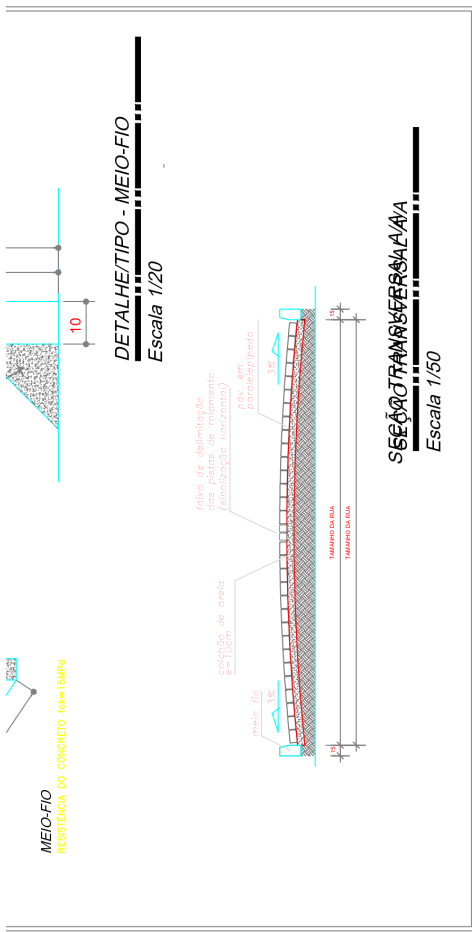 DETALHE/TIPO - MEIO-FIO
Escala 1/20
10
SEÇÃO TRANSVERSAL A/A
SEÇÃO TRANSVERSAL A/A
Escala 1/50
15
pav. em
paralelepípedo
3%
faixa de delimitação
das pistas de rolamento
(sinalização horizontal)
TAMANHO DA RUA
TAMANHO DA RUA
colchão de areia
e=10cm
3%
meio fio
15
MEIO-FIO
RESISTÊNCIA DO CONCRETO fck=15MPa